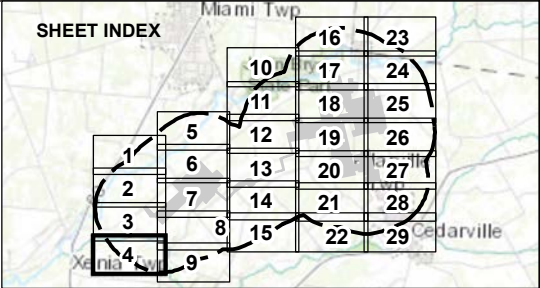 Miami Twp
SHEET INDEX
16 23
10 17 24
11 18 25
5 12 19 26
1 6 13 20 27
2 7 14 21 28
3 8 15 22 29 Cedarville
4 9
Xenia Twp